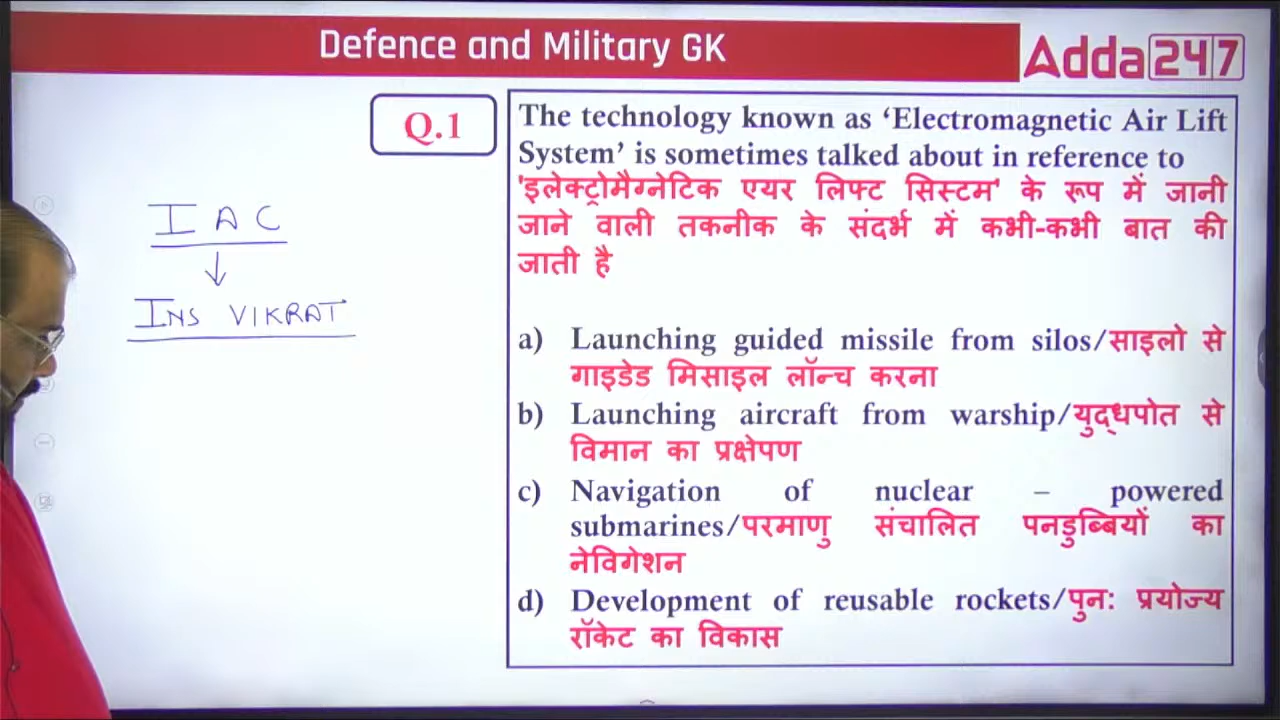 Defence and Military GK
Adda247
Q.1
The technology known as ‘Electromagnetic Air Lift
System’ is sometimes talked about in reference to
'इलेक्ट्रोमैग्नेटिक एयर लिफ्ट सिस्टम' के रूप में जानी
जाने वाली तकनीक के संदर्भ में कभी-कभी बात की
जाती है
a) Launching guided missile from silos/साइलो से
गाइडेड मिसाइल लॉन्च करना
b) Launching aircraft from warship/युद्धपोत से
विमान का प्रक्षेपण
c) Navigation of nuclear – powered
submarines/परमाणु संचालित पनडुब्बियों का
नेविगेशन
d) Development of reusable rockets/पुन: प्रयोज्य
रॉकेट का विकास
IAC
INS VIKRAT